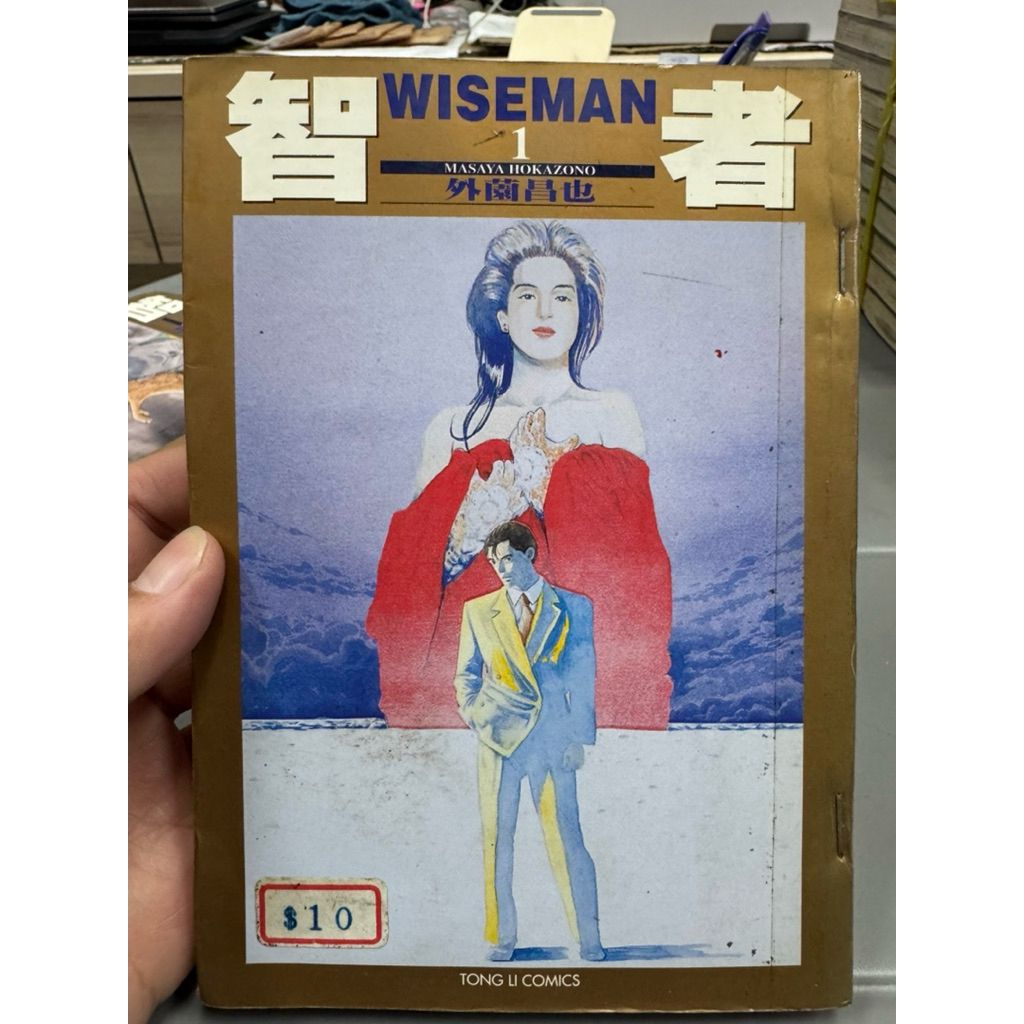 智者
WISEMAN
1
MASAYA HOKAZONO
外薗昌也
$10
TONG LI COMICS